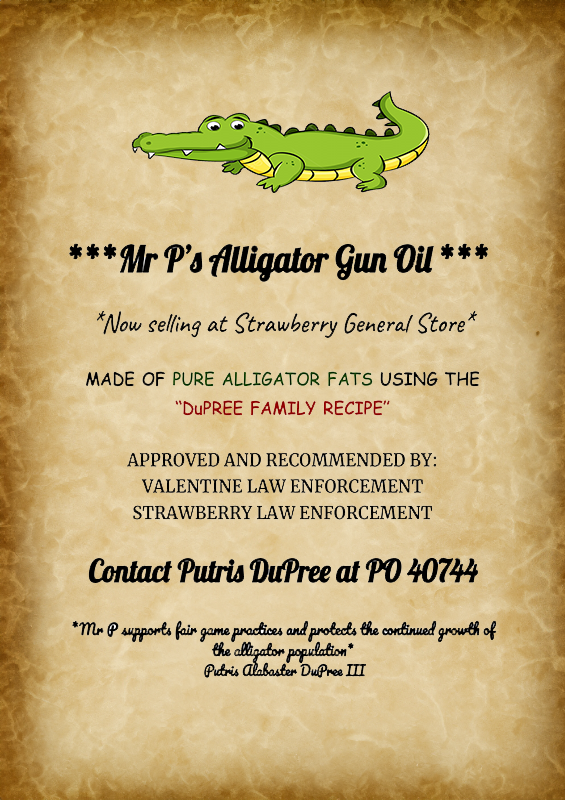 ***Mr P's Alligator Gun Oil ***
*Now selling at Strawberry General Store*
MADE OF PURE ALLIGATOR FATS USING THE
"DuPREE FAMILY RECIPE"
APPROVED AND RECOMMENDED BY:
VALENTINE LAW ENFORCEMENT
STRAWBERRY LAW ENFORCEMENT
Contact Putris DuPree at PO 40744
*Mr P supports fair game practices and protects the continued growth of
the alligator population*
Putris Alabaster DuPree III